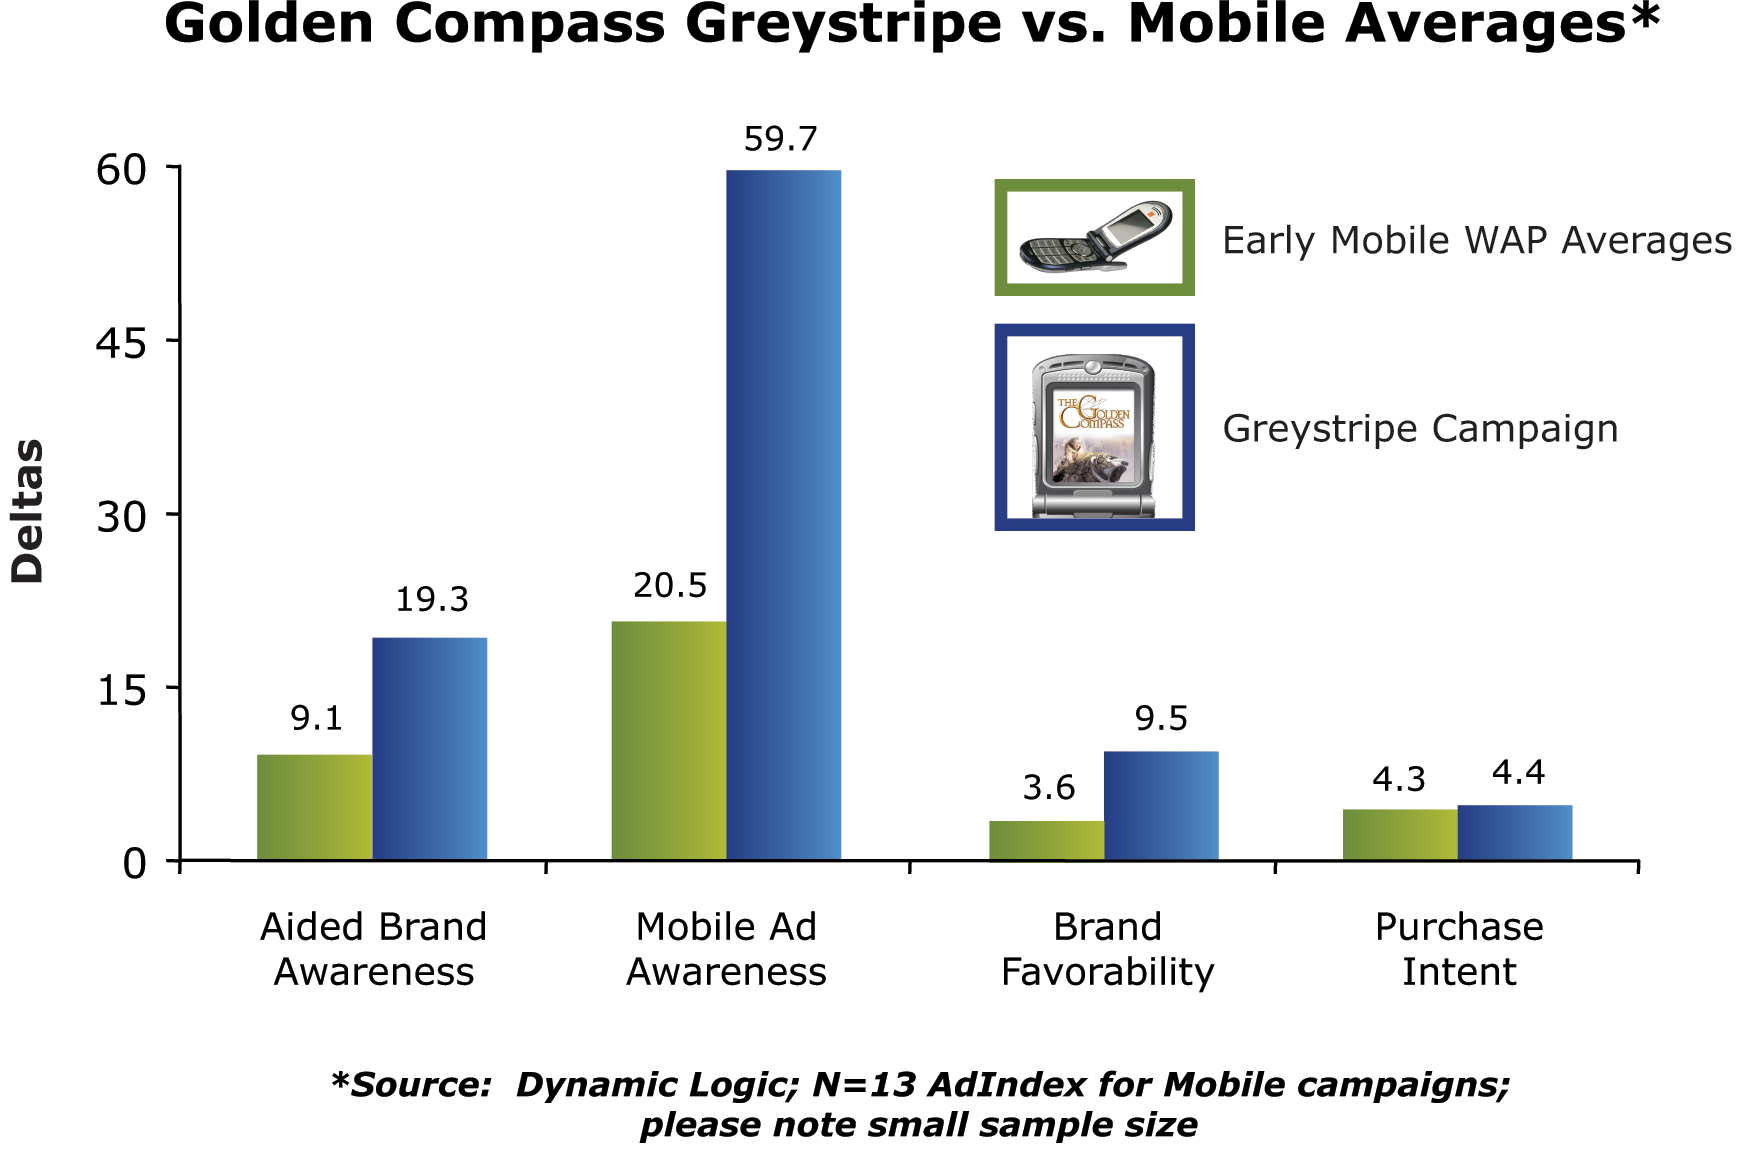 Golden Compass Greystripe vs. Mobile Averages*
Deltas
60
45
30
15
0
9.1
19.3
20.5
59.7
3.6
9.5
4.3
4.4
Early Mobile WAP Averages
THE GOLDEN
COMPASS
Greystripe Campaign
Aided Brand
Awareness
Mobile Ad
Awareness
Brand
Favorability
Purchase
Intent
*Source: Dynamic Logic; N=13 AdIndex for Mobile campaigns;
please note small sample size